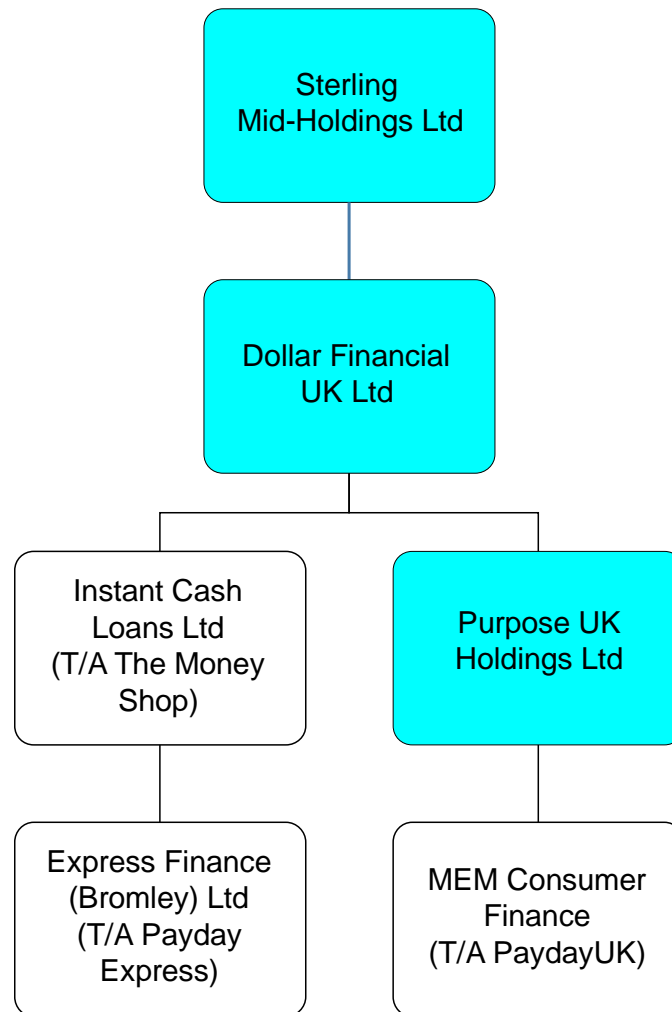 Sterling
Mid-Holdings Ltd
Dollar Financial
UK Ltd
Instant Cash
Loans Ltd
(T/A The Money
Shop)
Purpose UK
Holdings Ltd
Express Finance
(Bromley) Ltd
(T/A Payday
Express)
MEM Consumer
Finance
(T/A PaydayUK)